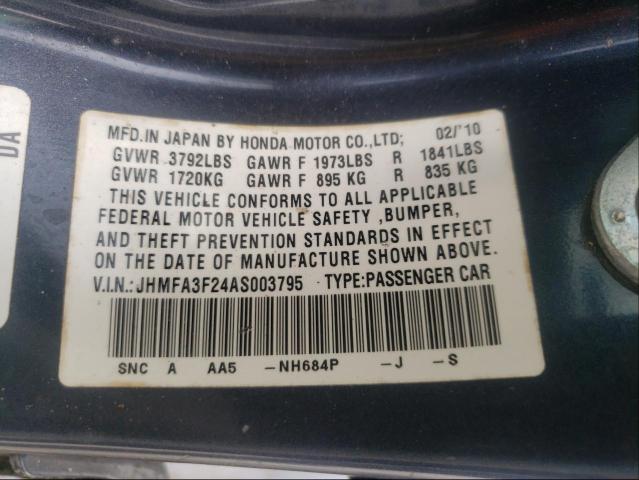 MFD.IN JAPAN BY HONDA MOTOR CO.,LTD; 02/'10
GVWR 3792LBS GAWR F 1973LBS R 1841LBS
GVWR 1720KG GAWR F 895 KG R 835 KG
THIS VEHICLE CONFORMS TO ALL APPLICABLE
FEDERAL MOTOR VEHICLE SAFETY ,BUMPER,
AND THEFT PREVENTION STANDARDS IN EFFECT
ON THE DATE OF MANUFACTURE SHOWN ABOVE.
V.I.N.:JHMFA3F24AS003795 TYPE:PASSENGER CAR
SNC A AA5 -NH684P -J -S
DA